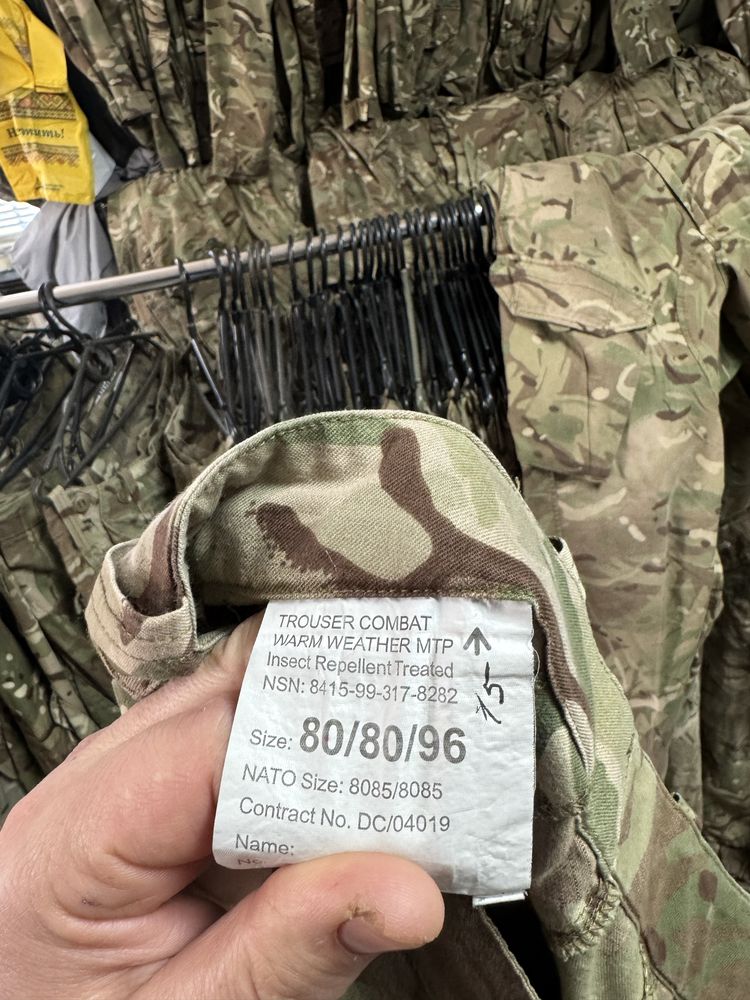 TROUSER COMBAT
WARM WEATHER MTP
Insect Repellent Treated
NSN: 8415-99-317-8282
Size: 80/80/96
NATO Size: 8085/8085
Contract No. DC/04019
Name: